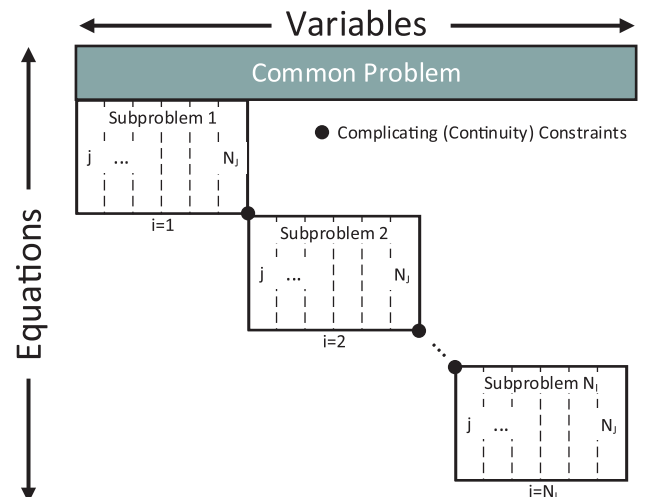 Variables
Common Problem
Equations
Subproblem 1
j ... NJ
i=1
Complicating (Continuity) Constraints
Subproblem 2
j ... NJ
i=2
Subproblem NI
j ... NJ
i=NI